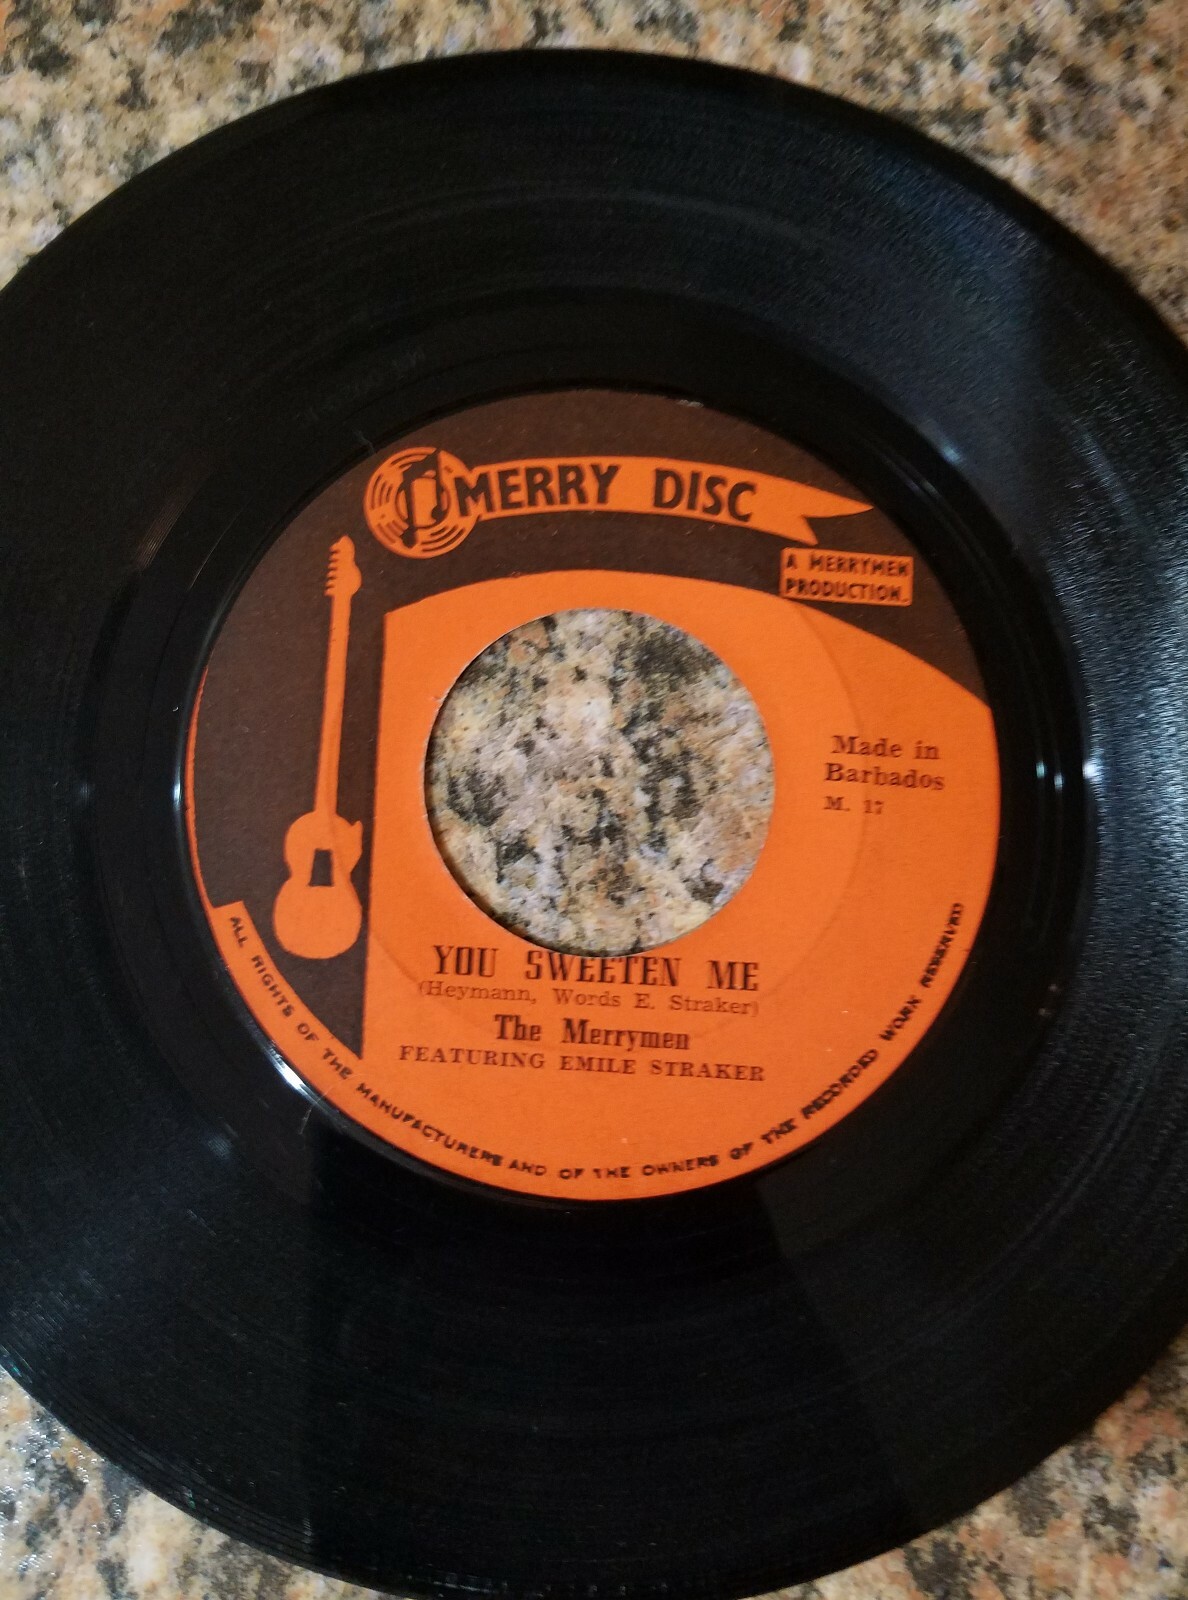 MERRY DISC
A MERRYMEN
PRODUCTION.
Made in
Barbados
M. 17
YOU SWEETEN ME
(Heymann, Words E. Straker)
The Merrymen
FEATURING EMILE STRAKER
ALL RIGHTS OF THE MANUFACTURERS AND OF THE OWNERS OF THE RECORDED WORK RESERVED